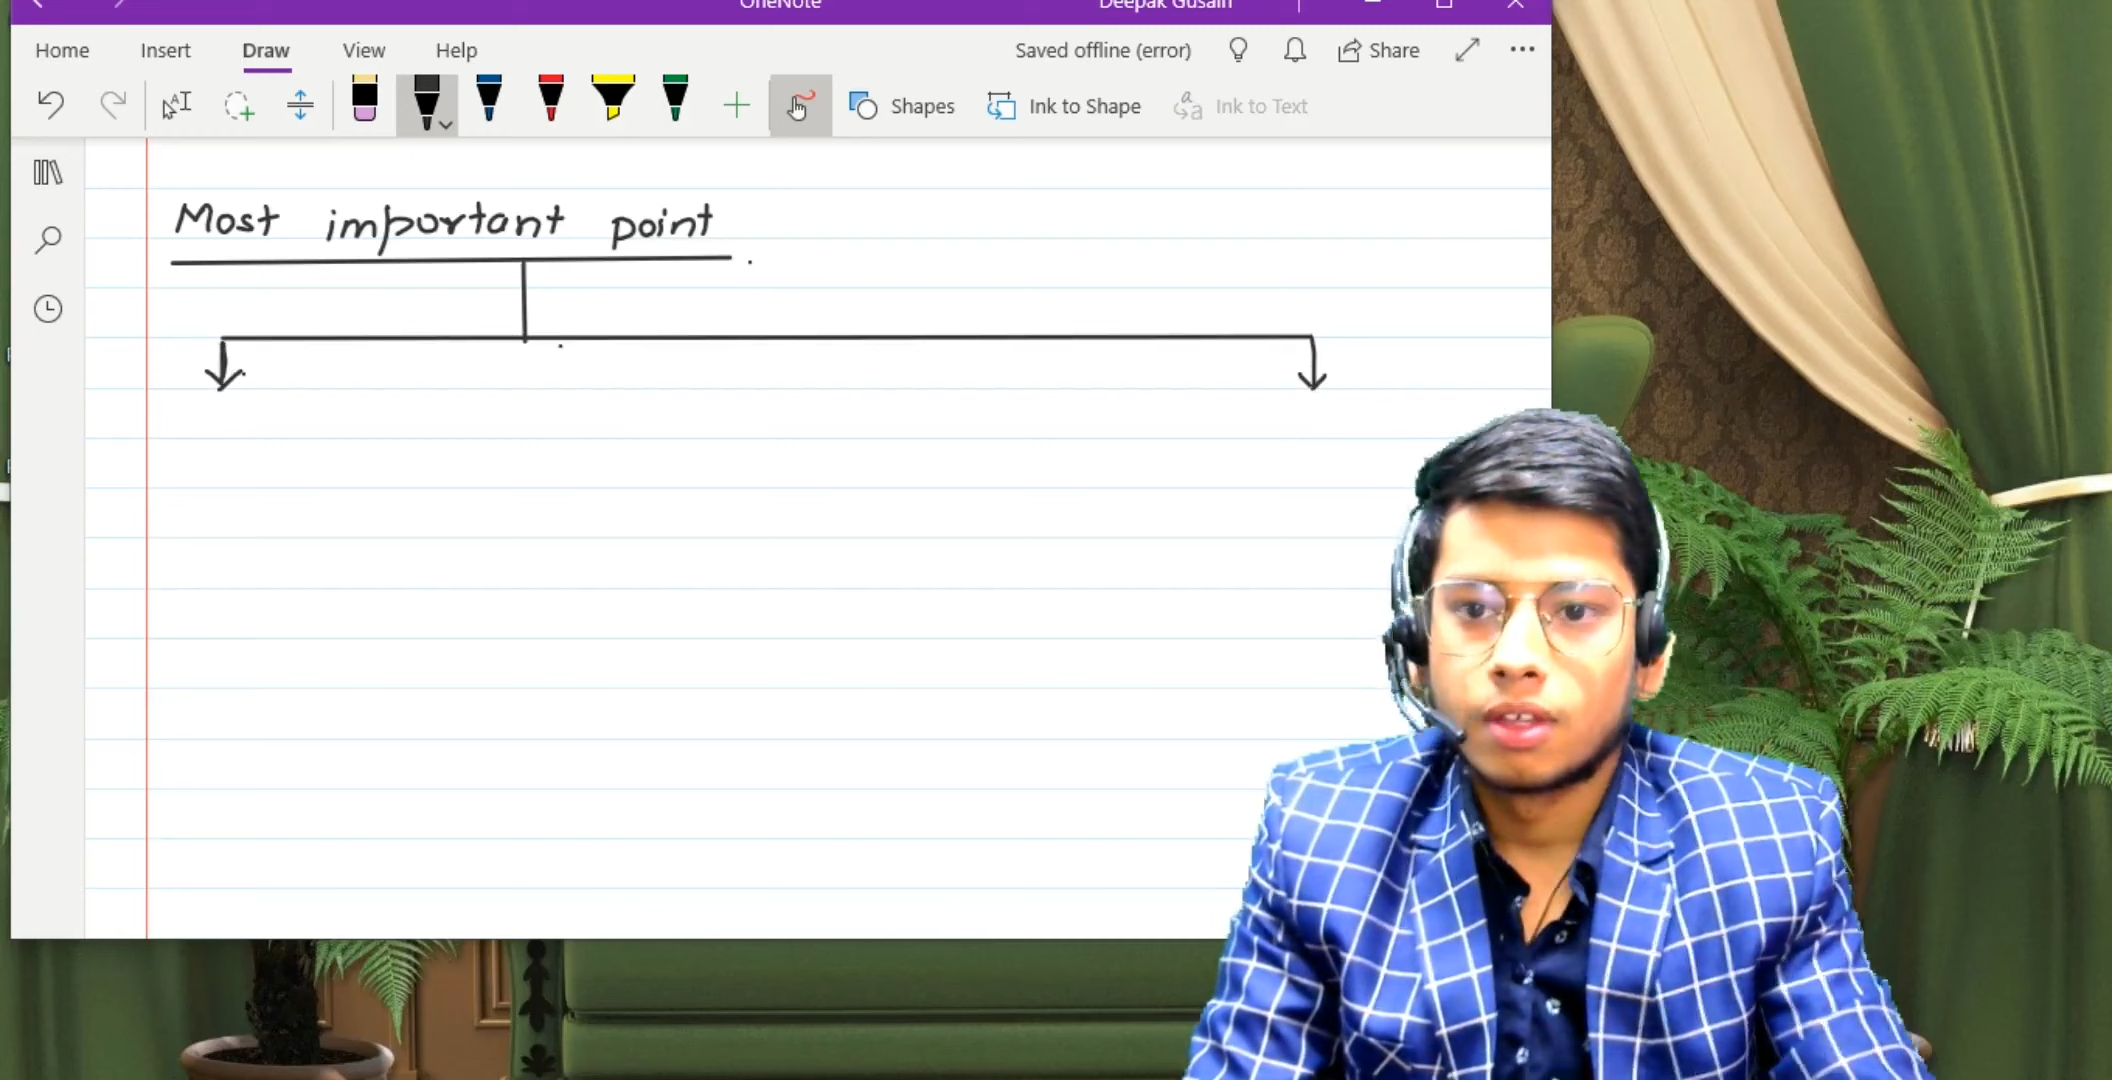 OneNote
Deepak Gusain
Home Insert Draw View Help Saved offline (error) Share
Shapes Ink to Shape Ink to Text
Most important point